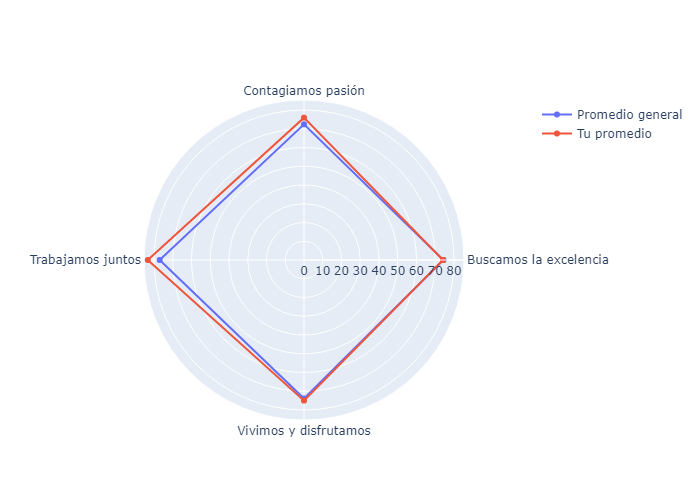 Contagiamos pasión
Promedio general
Tu promedio
Trabajamos juntos
Buscamos la excelencia
0 10 20 30 40 50 60 70 80
Vivimos y disfrutamos